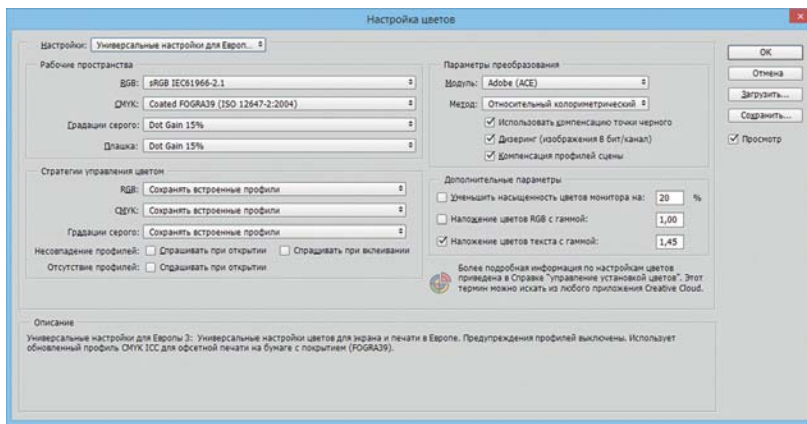 Настройка цветов
Настройки: Универсальные настройки для Европ...
Рабочие пространства
RGB: sRGB IEC61966-2.1
CMYK: Coated FOGRA39 (ISO 12647-2:2004)
Градации серого: Dot Gain 15%
Плашка: Dot Gain 15%
Стратегии управления цветом
RGB: Сохранять встроенные профили
CMYK: Сохранять встроенные профили
Градации серого: Сохранять встроенные профили
Несовпадение профилей: Спрашивать при открытии Спрашивать при вклеивании
Отсутствие профилей: Спрашивать при открытии
Параметры преобразования
Модуль: Adobe (ACE)
Метод: Относительный колориметрический
Использовать компенсацию точки черного
Дизеринг (изображения 8 бит/канал)
Компенсация профилей сцены
Дополнительные параметры
Уменьшить насыщенность цветов монитора на: 20 %
Наложение цветов RGB с гаммой: 1,00
Наложение цветов текста с гаммой: 1,45
Более подробная информация по настройкам цветов
приведена в Справке "управление установкой цветов". Этот
термин можно искать из любого приложения Creative Cloud.
OK
Отмена
Загрузить...
Сохранить...
Просмотр
Описание
Универсальные настройки для Европы 3: Универсальные настройки цветов для экрана и печати в Европе. Предупреждения профилей выключены. Использует
обновленный профиль CMYK ICC для офсетной печати на бумаге с покрытием (FOGRA39).